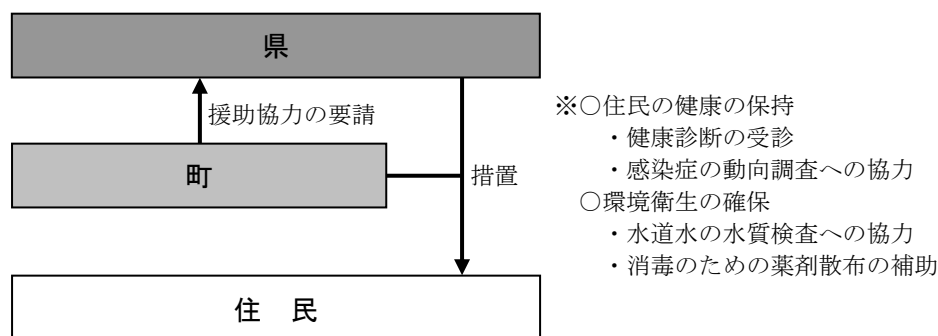 県
援助協力の要請
町
措置
住 民
※○住民の健康の保持
・健康診断の受診
・感染症の動向調査への協力
○環境衛生の確保
・水道水の水質検査への協力
・消毒のための薬剤散布の補助